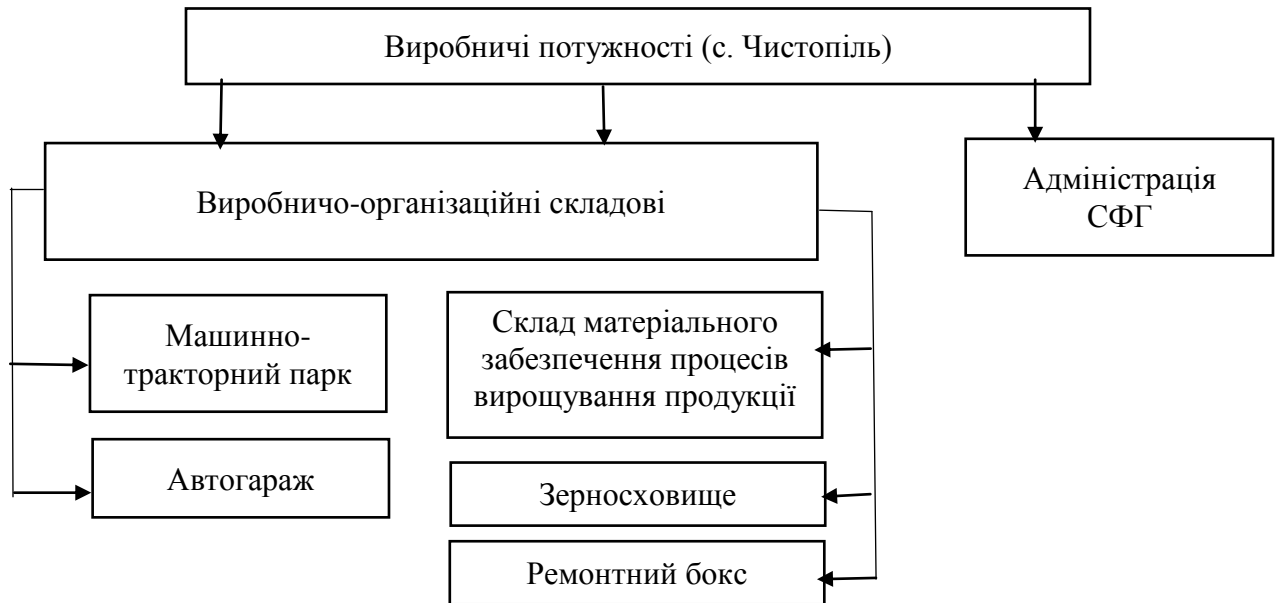 Виробничі потужності (с. Чистопіль)
Виробничо-організаційні складові
Адміністрація
СФГ
Машинно-
тракторний парк
Автогараж
Склад матеріального
забезпечення процесів
вирощування продукції
Зерносховище
Ремонтний бокс